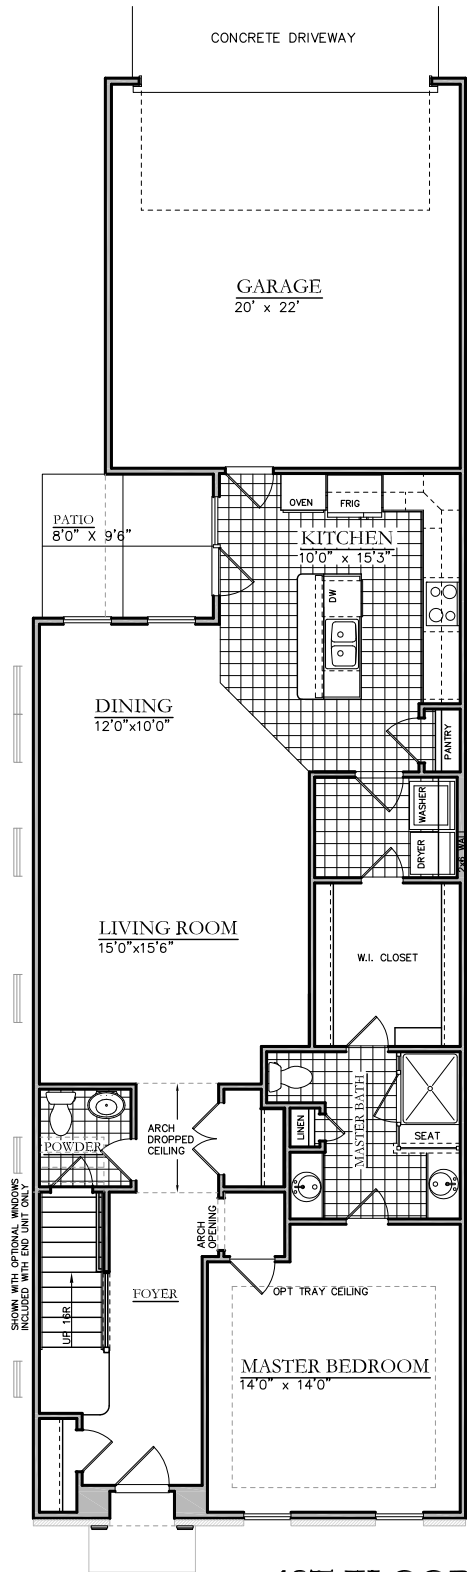 CONCRETE DRIVEWAY
GARAGE
20' x 22'
OVEN
FRIG
PATIO
8'0" X 9'6"
KITCHEN
10'0" x 15'3"
DW
DINING
12'0"x10'0"
PANTRY
WASHER
DRYER
2x6 WALL
LIVING ROOM
15'0"x15'6"
W.I. CLOSET
MASTER BATH
LINEN
SEAT
ARCH
DROPPED
CEILING
POWDER
ARCH
OPENING
SHOWN WITH OPTIONAL WINDOWS
INCLUDED WITH END UNIT ONLY
UP 16R
FOYER
OPT TRAY CEILING
MASTER BEDROOM
14'0" x 14'0"